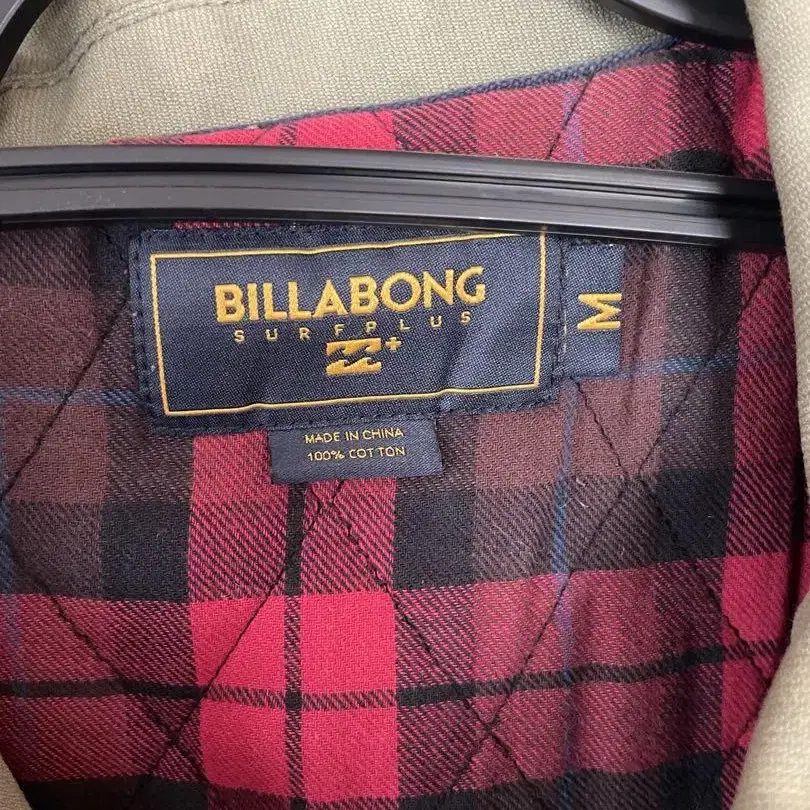 BILLABONG
SURFPLUS
M
MADE IN CHINA
100% COTTON